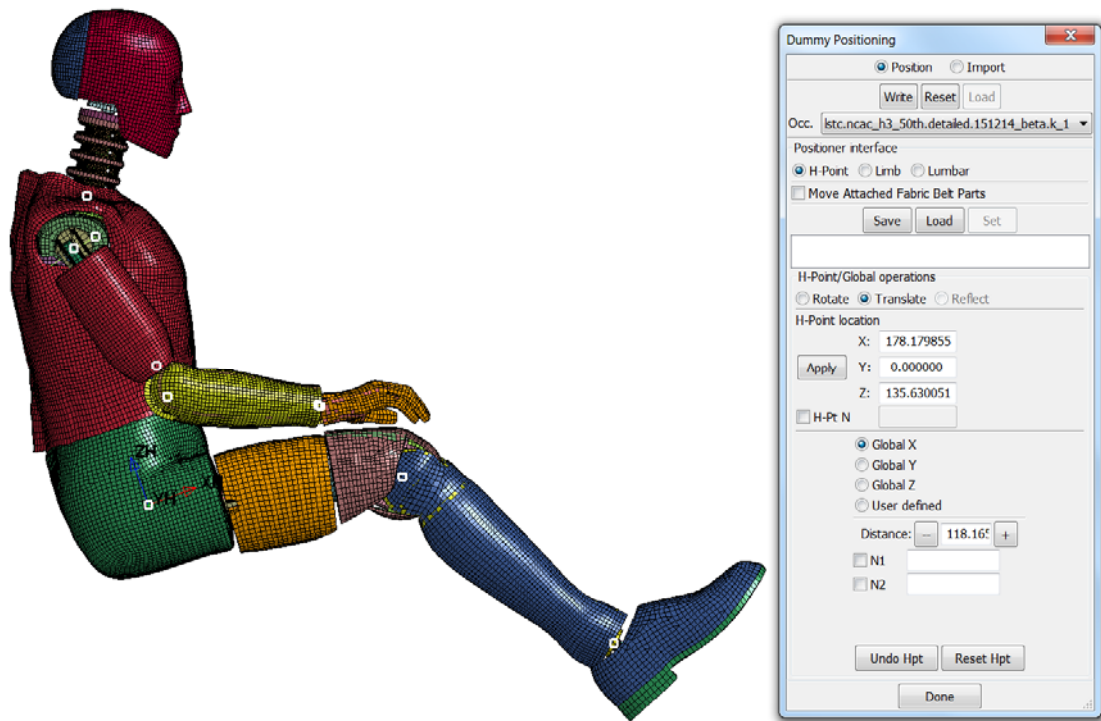 Dummy Positioning
Position Import
Write Reset Load
Occ. lstc.ncac_h3_50th.detailed.151214_beta.k_1
Positioner interface
H-Point Limb Lumbar
Move Attached Fabric Belt Parts
Save Load Set
H-Point/Global operations
Rotate Translate Reflect
H-Point location
X: 178.179855
Apply Y: 0.000000
Z: 135.630051
H-Pt N
Global X
Global Y
Global Z
User defined
Distance: – 118.165 +
N1
N2
Undo Hpt Reset Hpt
Done
ZH
YH